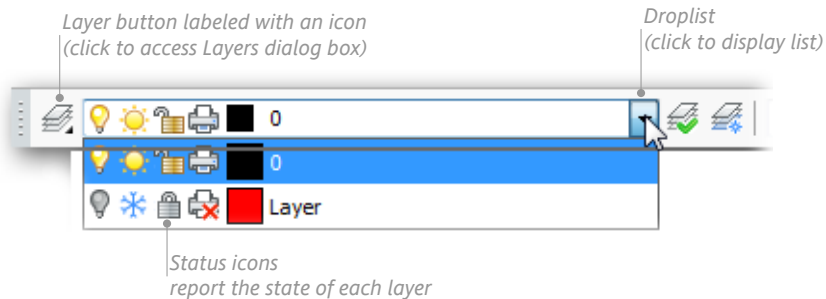 Layer button labeled with an icon
(click to access Layers dialog box)
Droplist
(click to display list)
0
0
Layer
Status icons
report the state of each layer